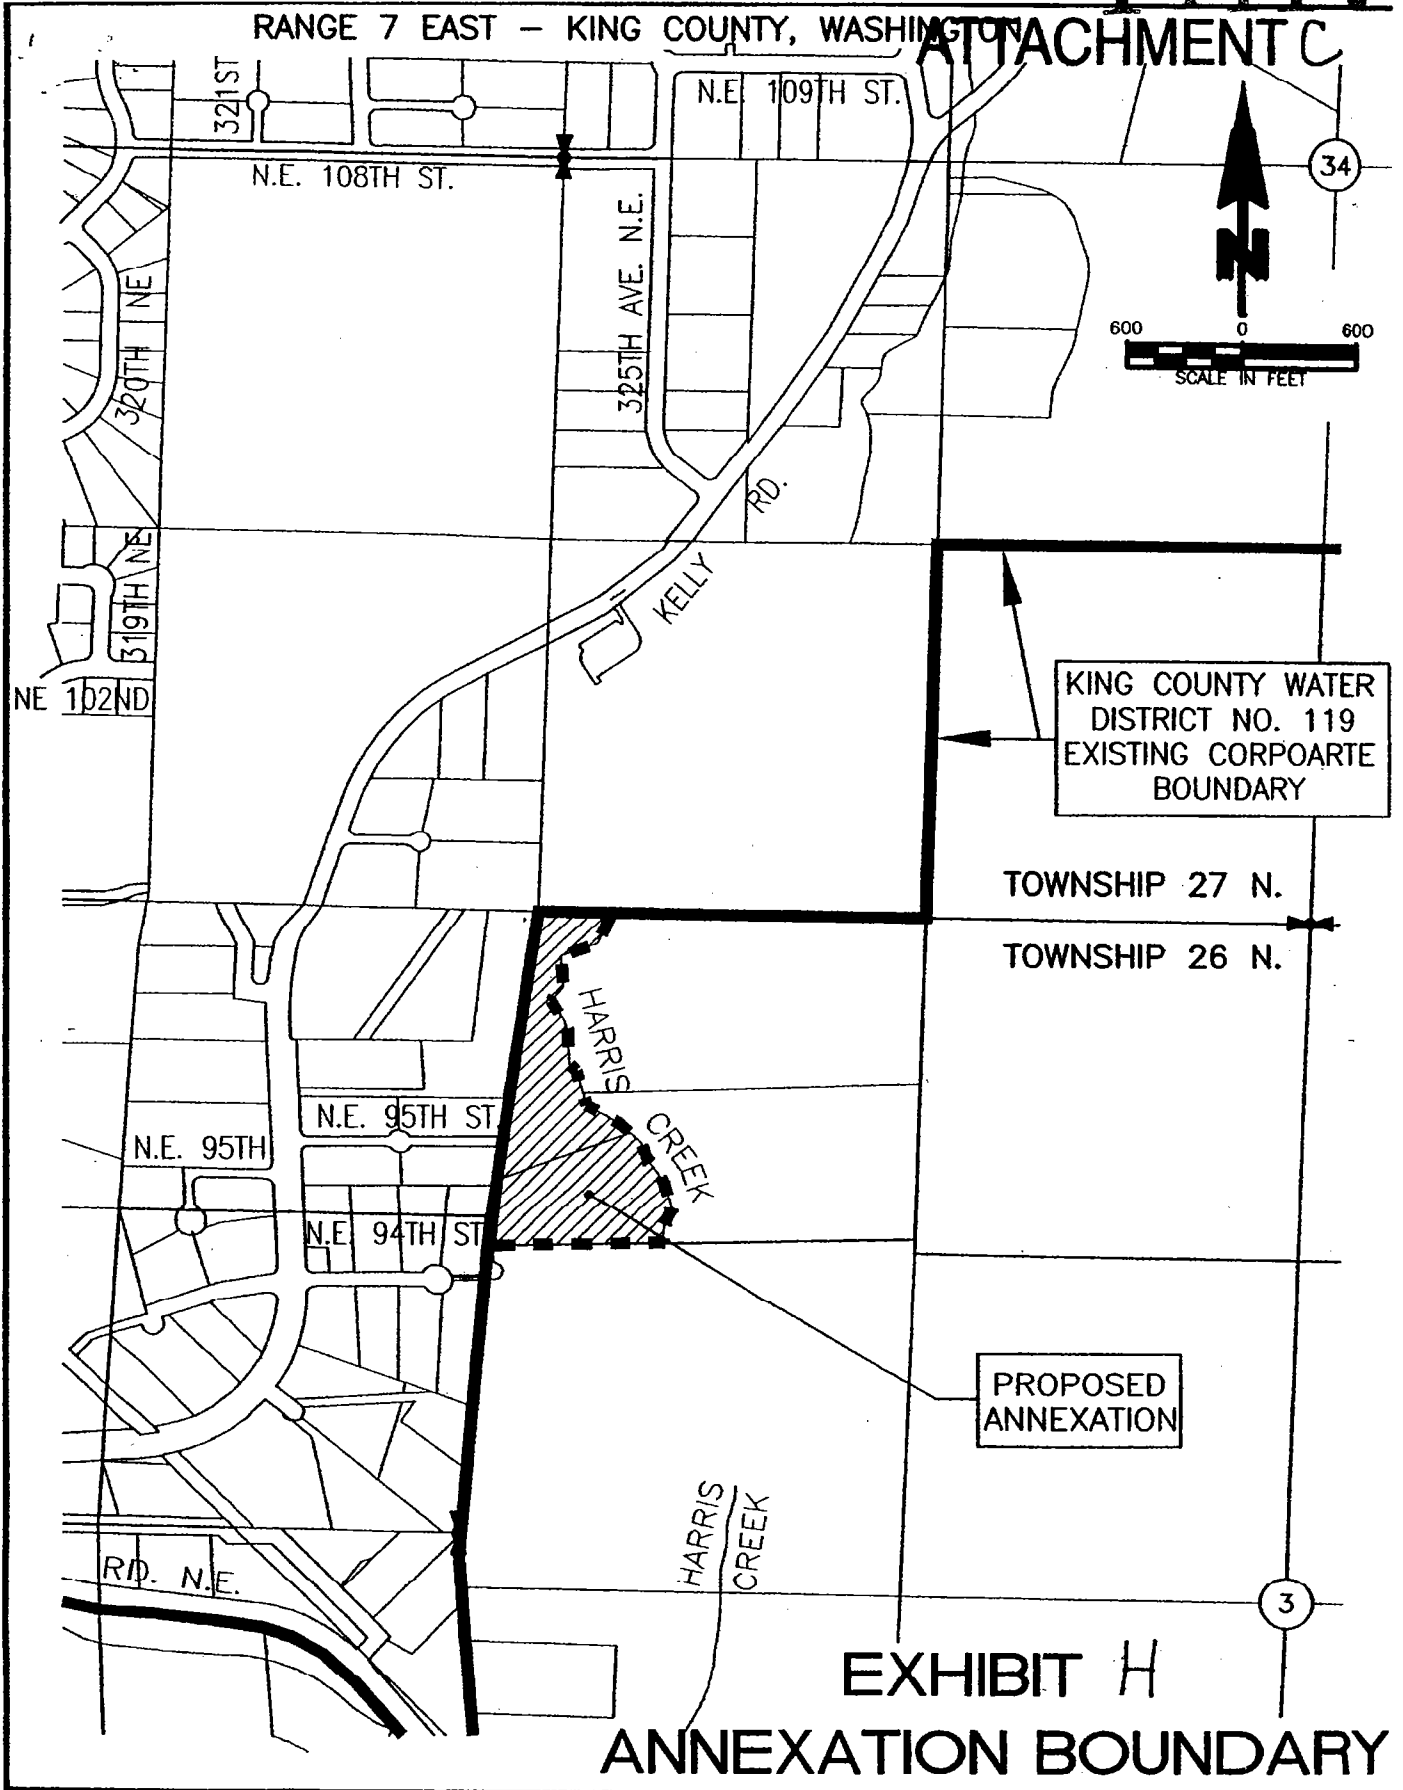 RANGE 7 EAST – KING COUNTY, WASHINGTON
ATTACHMENT C
321ST
N.E. 109TH ST.
34
N.E. 108TH ST.
325TH AVE. N.E.
N
320TH NE
600 0 600
SCALE IN FEET
RD.
KELLY
319TH NE
NE 102ND
KING COUNTY WATER
DISTRICT NO. 119
EXISTING CORPOARTE
BOUNDARY
TOWNSHIP 27 N.
TOWNSHIP 26 N.
HARRIS
CREEK
N.E. 95TH ST.
N.E. 95TH
N.E. 94TH ST
PROPOSED
ANNEXATION
HARRIS
CREEK
RD. N.E.
3
EXHIBIT H
ANNEXATION BOUNDARY